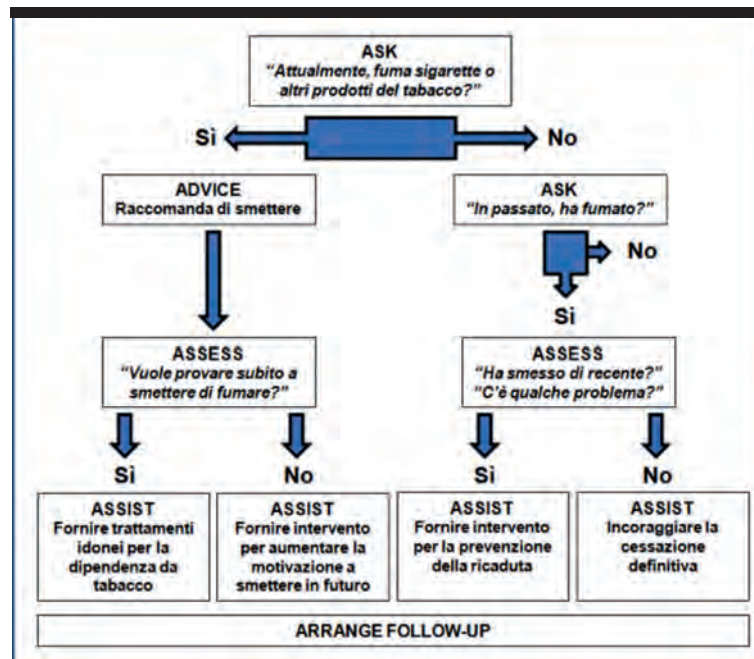 ASK
“Attualmente, fuma sigarette o
altri prodotti del tabacco?”
Sì
No
ADVICE
Raccomanda di smettere
ASK
“In passato, ha fumato?”
No
Sì
ASSESS
“Vuole provare subito a
smettere di fumare?”
ASSESS
“Ha smesso di recente?”
“C’è qualche problema?”
Sì
No
Sì
No
ASSIST
Fornire trattamenti
idonei per la
dipendenza da
tabacco
ASSIST
Fornire intervento
per aumentare la
motivazione a
smettere in futuro
ASSIST
Fornire intervento
per la prevenzione
della ricaduta
ASSIST
Incoraggiare la
cessazione
definitiva
ARRANGE FOLLOW-UP